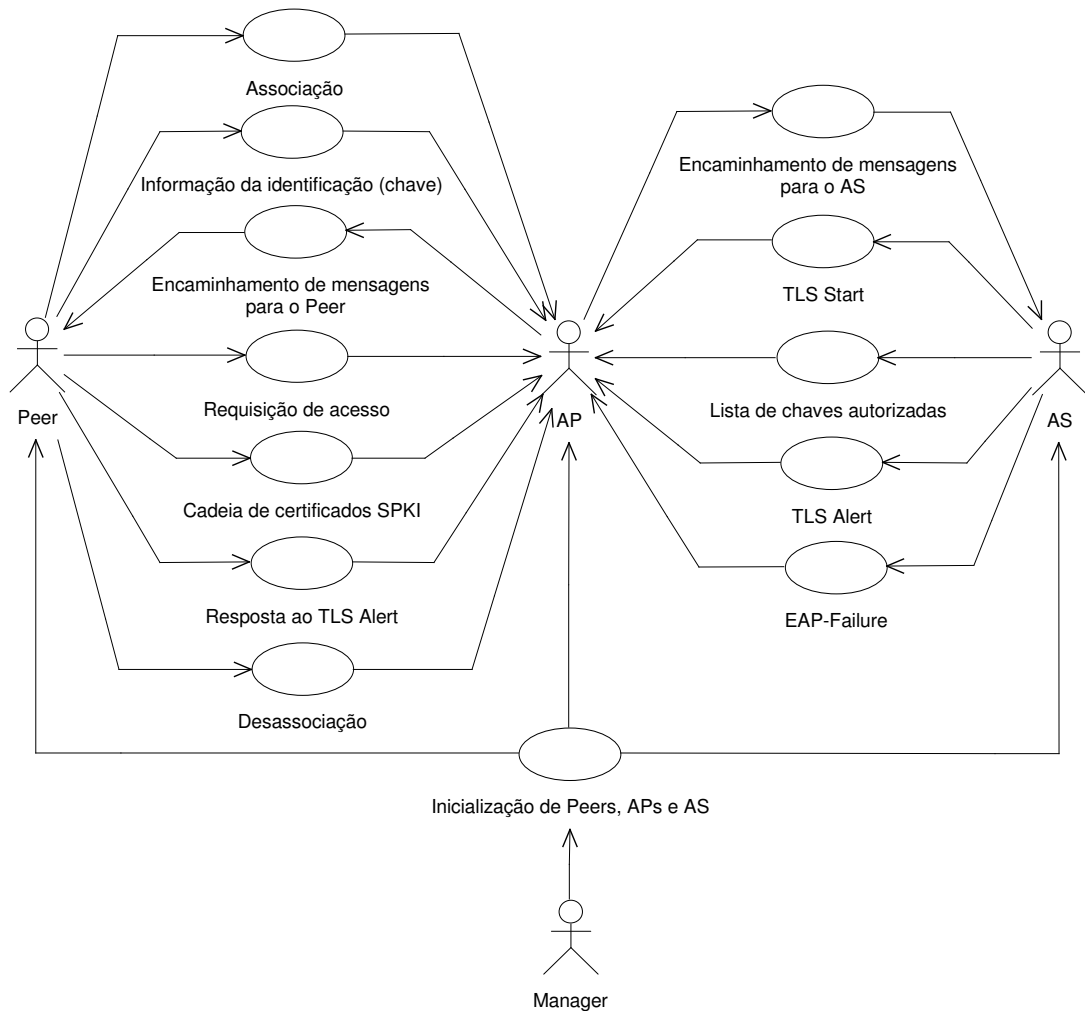 Associação
Informação da identificação (chave)
Encaminhamento de mensagens
para o Peer
Encaminhamento de mensagens
para o AS
TLS Start
Peer
Requisição de acesso
AP
Lista de chaves autorizadas
AS
Cadeia de certificados SPKI
TLS Alert
Resposta ao TLS Alert
EAP-Failure
Desassociação
Inicialização de Peers, APs e AS
Manager